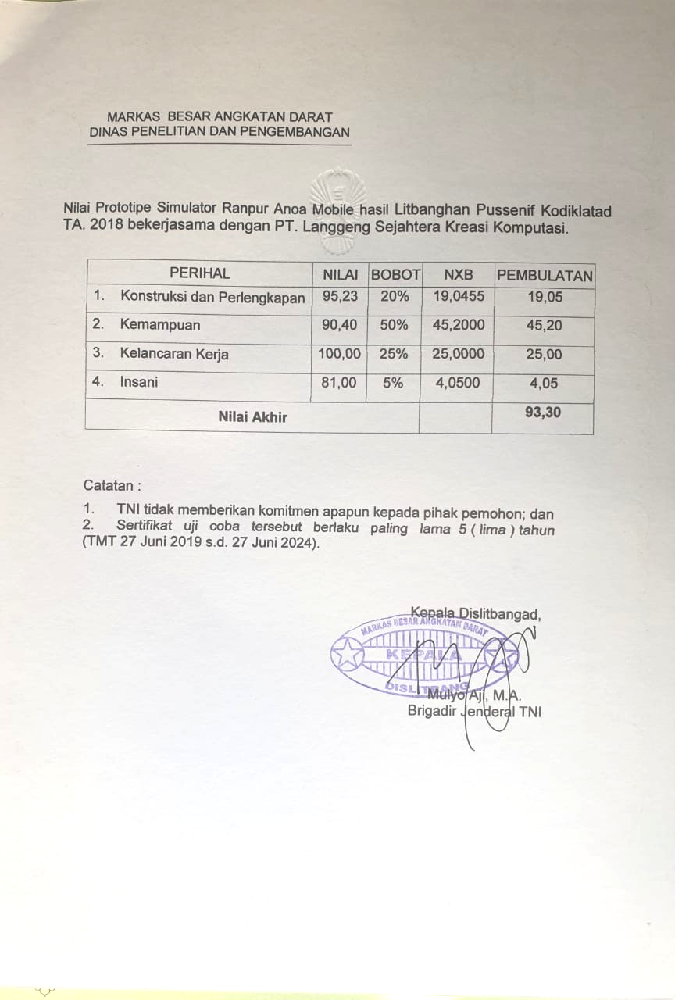 MARKAS BESAR ANGKATAN DARAT
DINAS PENELITIAN DAN PENGEMBANGAN
Nilai Prototipe Simulator Ranpur Anoa Mobile hasil Litbanghan Pussenif Kodiklatad
TA. 2018 bekerjasama dengan PT. Langgeng Sejahtera Kreasi Komputasi.
PERIHAL NILAI BOBOT NXB PEMBULATAN
1. Konstruksi dan Perlengkapan 95,23 20% 19,0455 19,05
2. Kemampuan 90,40 50% 45,2000 45,20
3. Kelancaran Kerja 100,00 25% 25,0000 25,00
4. Insani 81,00 5% 4,0500 4,05
Nilai Akhir 93,30
Catatan :
1. TNI tidak memberikan komitmen apapun kepada pihak pemohon; dan
2. Sertifikat uji coba tersebut berlaku paling lama 5 ( lima ) tahun
(TMT 27 Juni 2019 s.d. 27 Juni 2024).
Kepala Dislitbangad,
MARKAS BESAR ANGKATAN DARAT
KEPALA
DISLITBANG
Mulyo Aji, M.A.
Brigadir Jenderal TNI